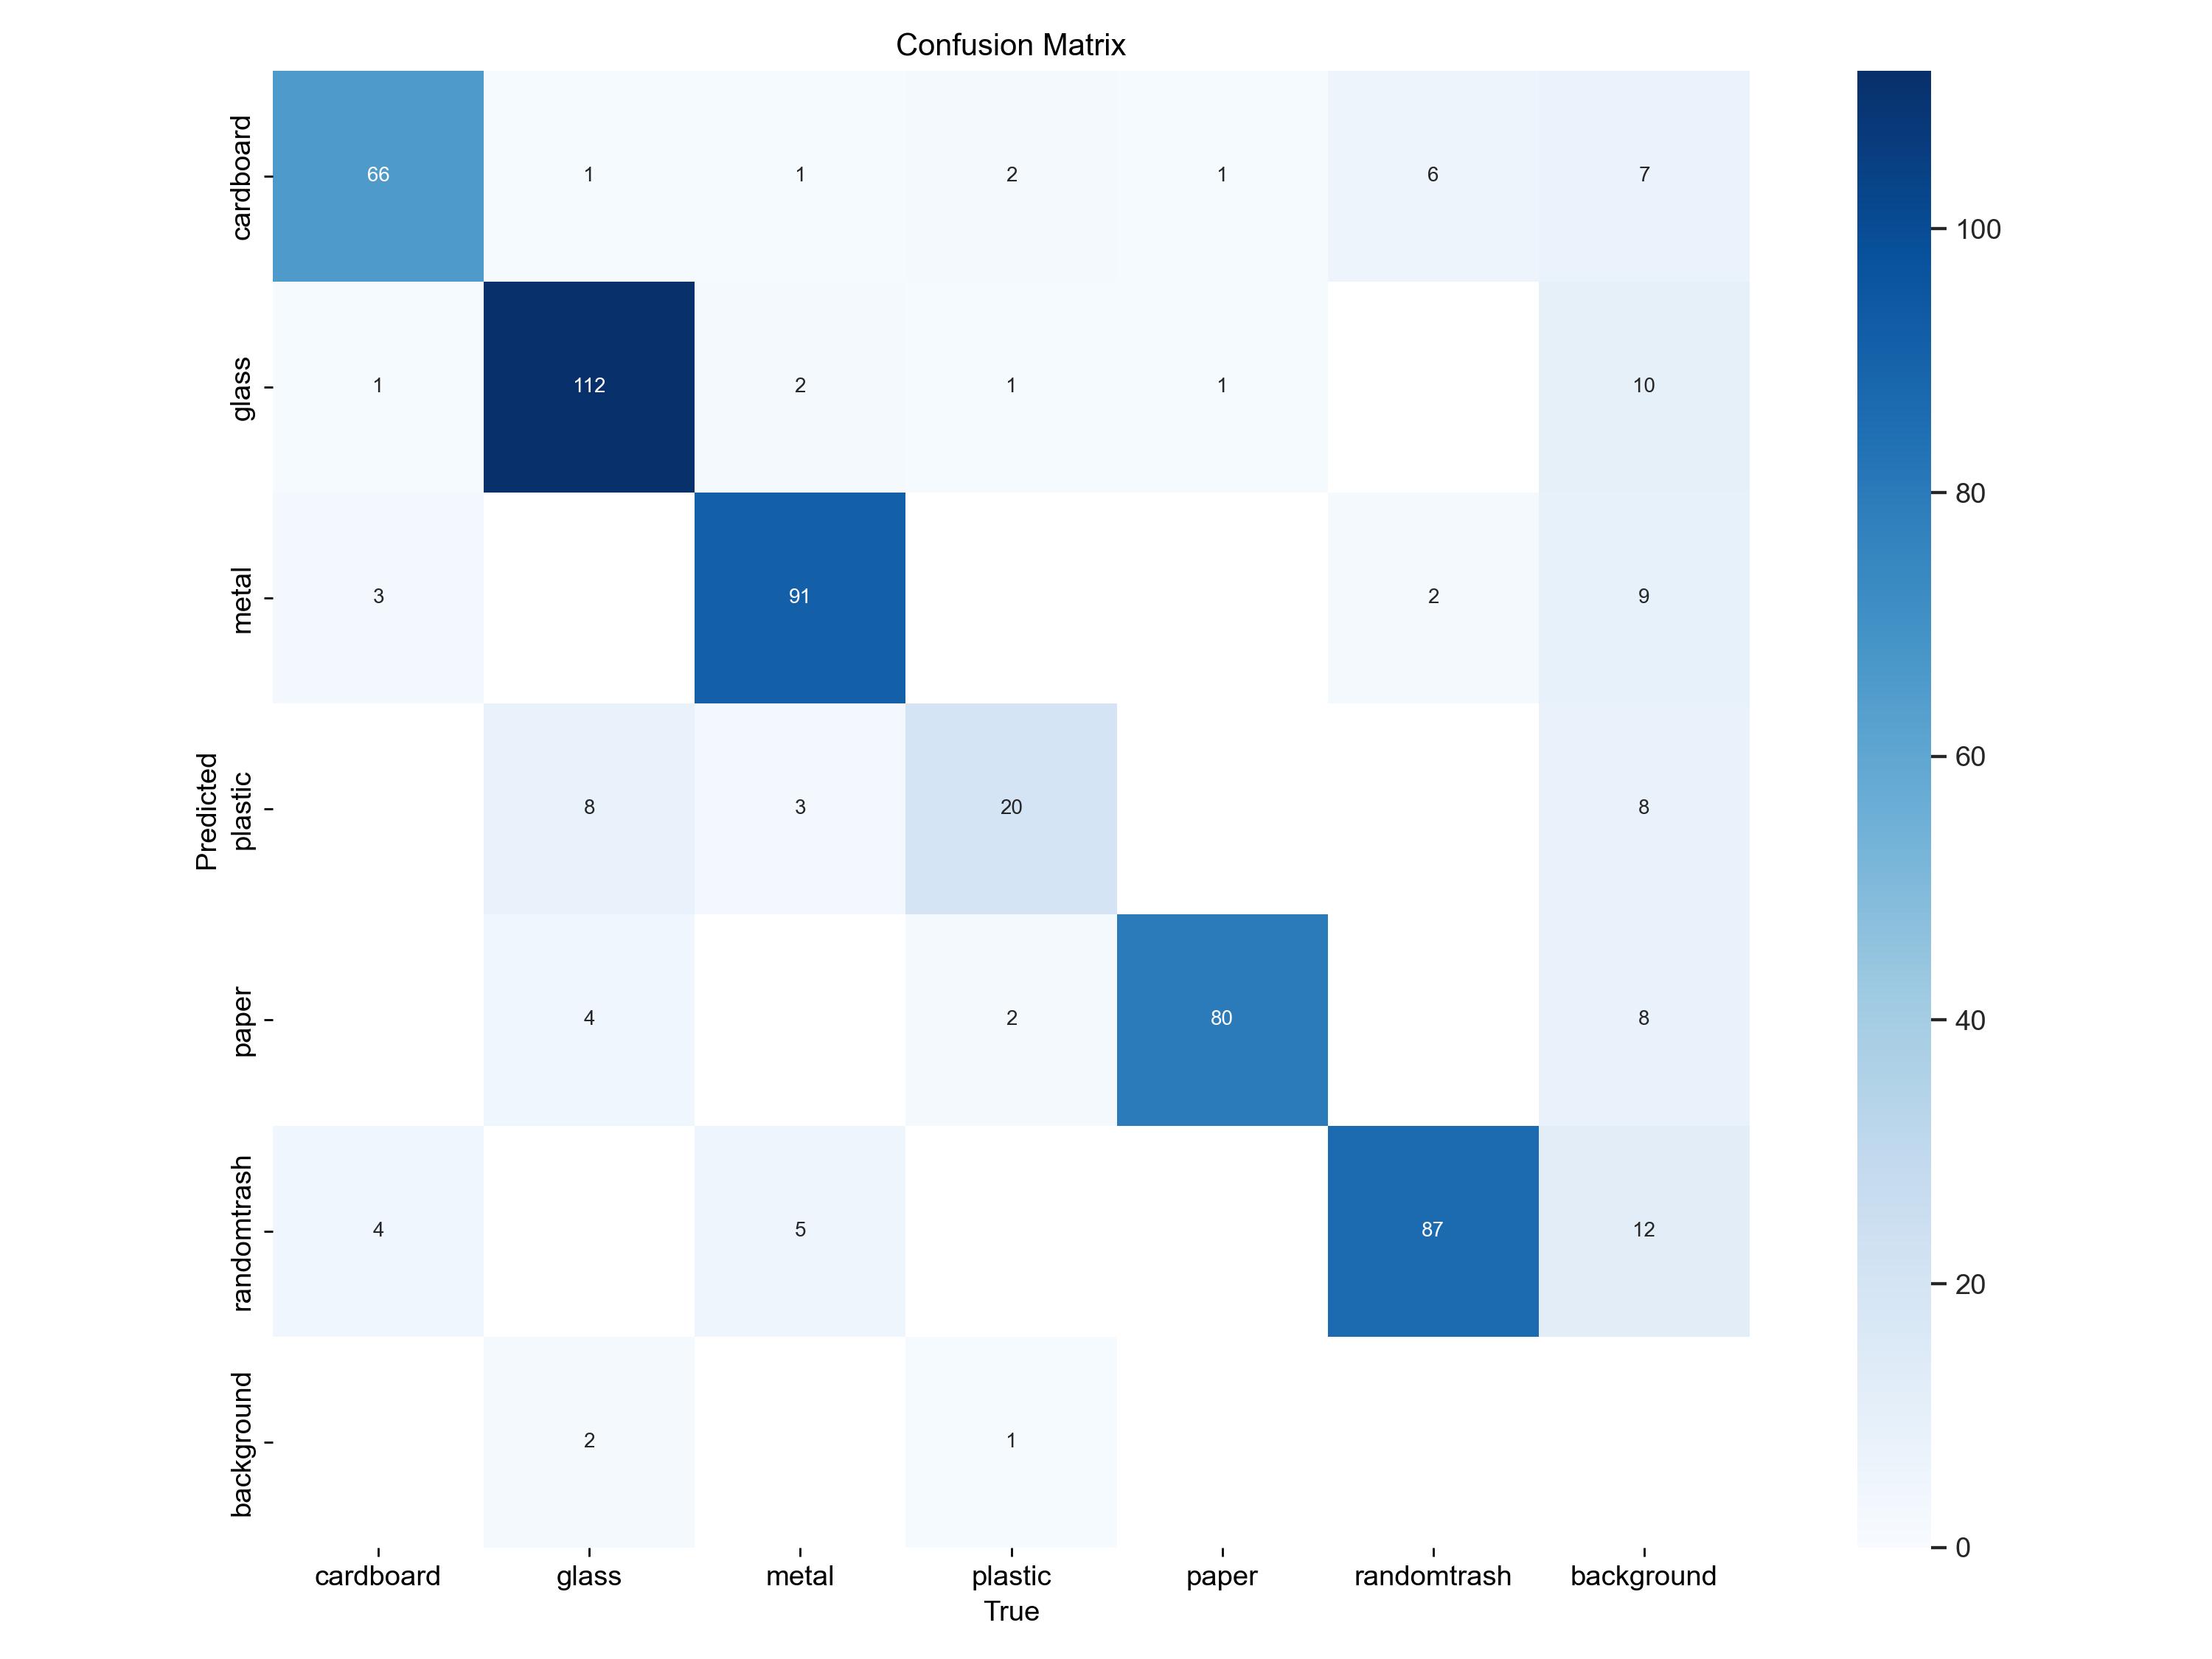 Confusion Matrix
cardboard
66 1 1 2 1 6 7
100
glass
1 112 2 1 1 10
80
metal
3 91 2 9
60
Predicted
plastic
8 3 20 8
40
paper
4 2 80 8
randomtrash
4 5 87 12
20
background
2 1
0
cardboard glass metal plastic paper randomtrash background
True